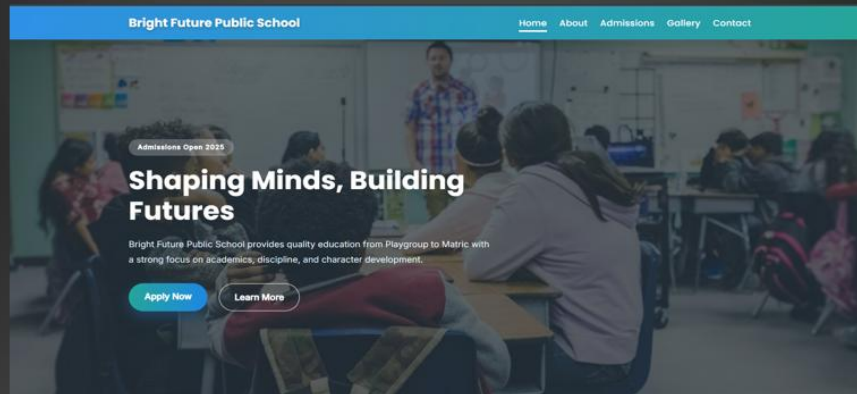 Bright Future Public School
Home About Admissions Gallery Contact
Admissions Open 2025
Shaping Minds, Building
Futures
Bright Future Public School provides quality education from Playgroup to Matric with
a strong focus on academics, discipline, and character development.
Apply Now Learn More